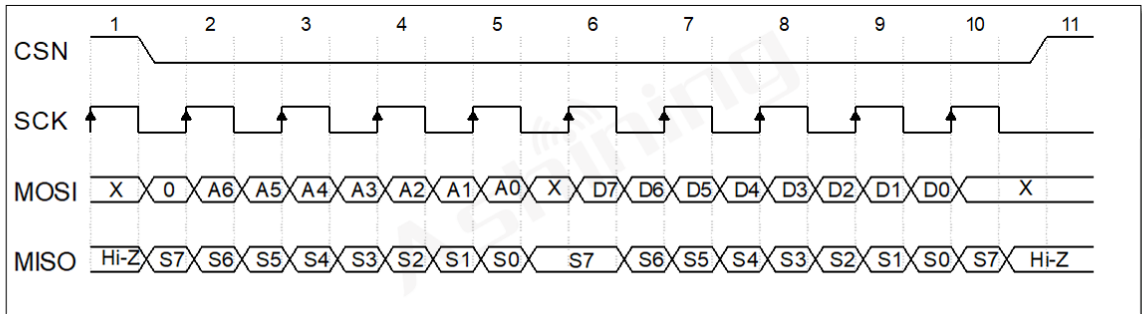 1 2 3 4 5 6 7 8 9 10 11
CSN
SCK
MOSI X 0 A6 A5 A4 A3 A2 A1 A0 X D7 D6 D5 D4 D3 D2 D1 D0 X
MISO Hi-Z S7 S6 S5 S4 S3 S2 S1 S0 S7 S6 S5 S4 S3 S2 S1 S0 S7 Hi-Z
Ashining